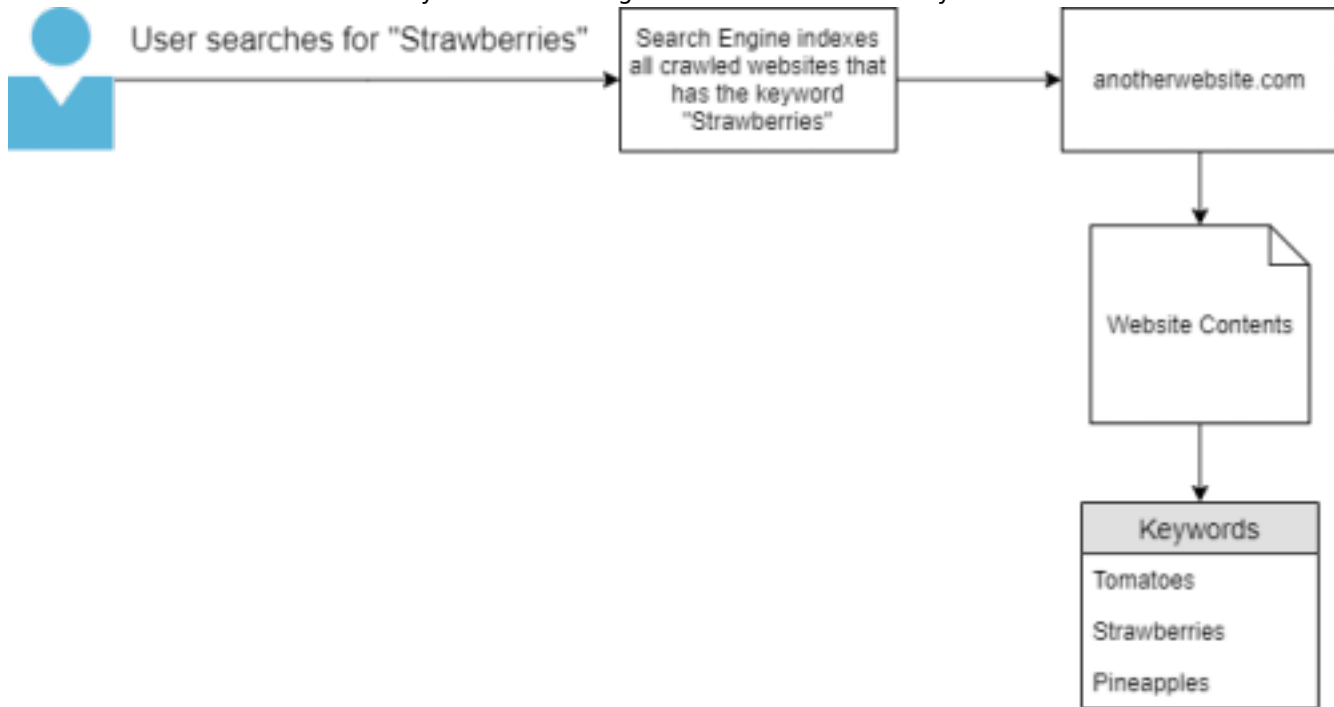 User searches for "Strawberries"
Search Engine indexes
all crawled websites that
has the keyword
"Strawberries"
anotherwebsite.com
Website Contents
Keywords
Tomatoes
Strawberries
Pineapples